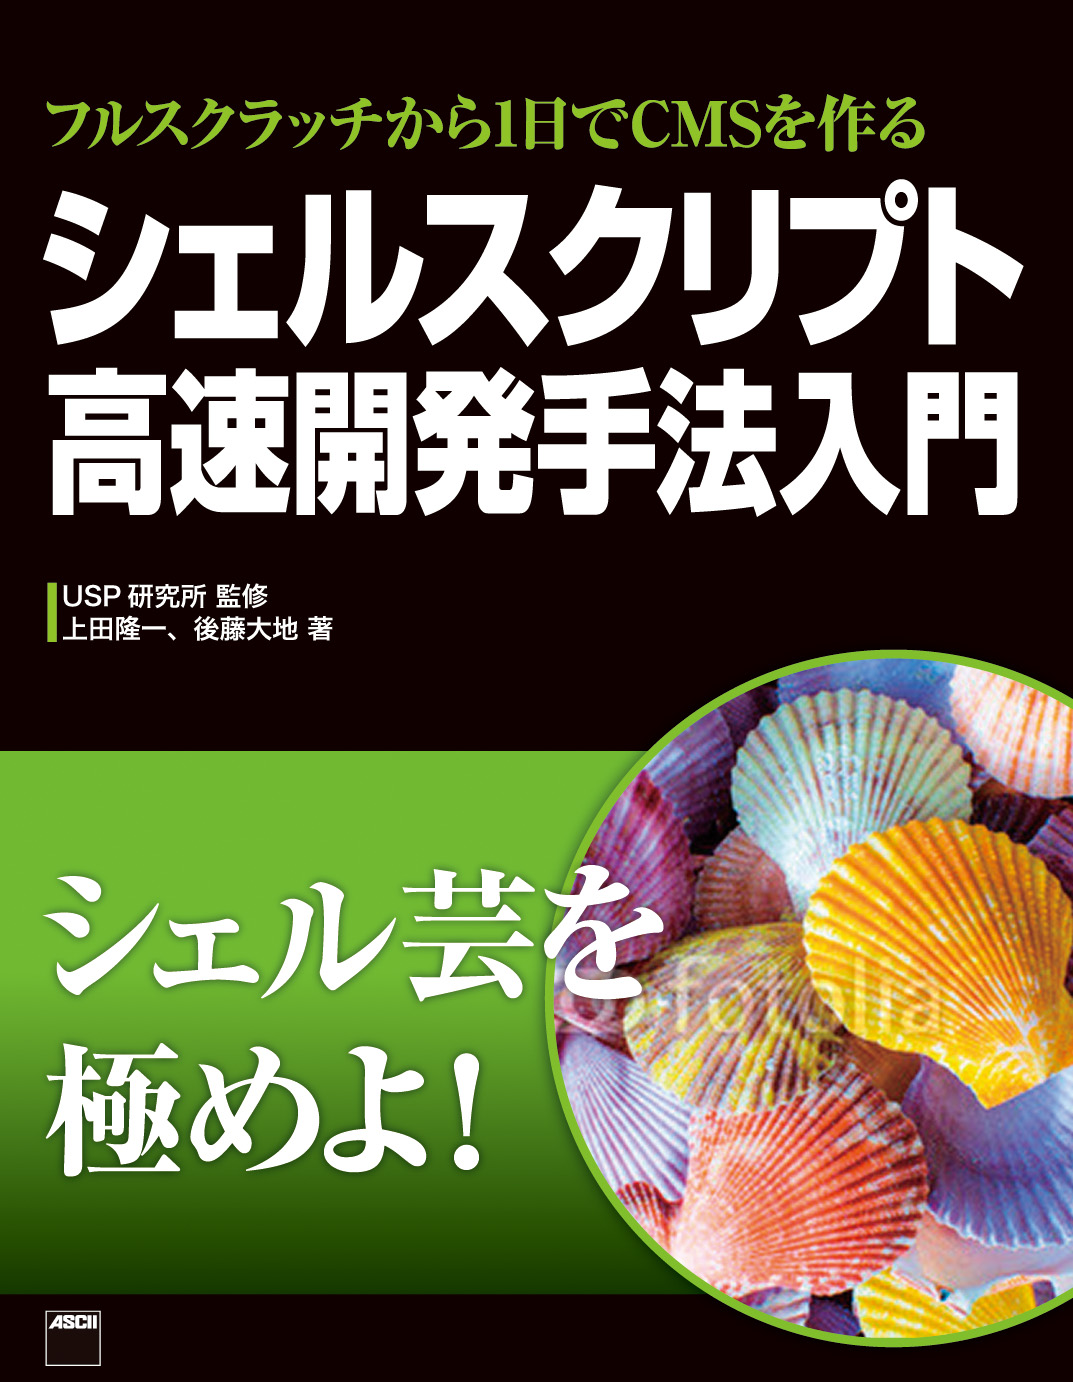 フルスクラッチから1日でCMSを作る
シェルスクリプト
高速開発手法入門
USP 研究所 監修
上田隆一、後藤大地 著
シェル芸を
極めよ!
fotolia
ASCII